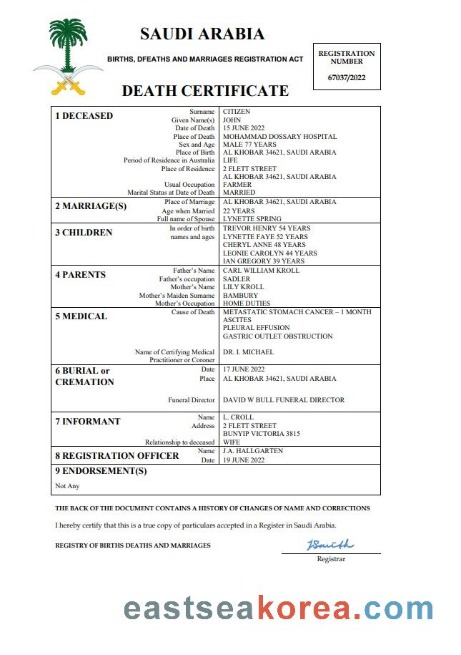 SAUDI ARABIA
BIRTHS, DFEATHS AND MARRIAGES REGISTRATION ACT
REGISTRATION
NUMBER
67037/2022
DEATH CERTIFICATE
1 DECEASED Surname CITIZEN
Given Name(s) JOHN
Date of Death 15 JUNE 2022
Place of Death MOHAMMAD DOSSARY HOSPITAL
Sex and Age MALE 77 YEARS
Place of Birth AL KHOBAR 34621, SAUDI ARABIA
Period of Residence in Australia LIFE
Place of Residence 2 FLETT STREET
AL KHOBAR 34621, SAUDI ARABIA
Usual Occupation FARMER
Marital Status at Date of Death MARRIED
2 MARRIAGE(S) Place of Marriage AL KHOBAR 34621, SAUDI ARABIA
Age when Married 22 YEARS
Full name of Spouse LYNETTE SPRING
3 CHILDREN In order of birth TREVOR HENRY 54 YEARS
names and ages LYNETTE FAYE 52 YEARS
CHERYL ANNE 48 YEARS
LEONIE CAROLYN 44 YEARS
IAN GREGORY 39 YEARS
4 PARENTS Father's Name CARL WILLIAM KROLL
Father's occupation SADLER
Mother's Name LILY KROLL
Mother's Maiden Surname BAMBURY
Mother's Occupation HOME DUTIES
5 MEDICAL Cause of Death METASTATIC STOMACH CANCER – 1 MONTH
ASCITES
PLEURAL EFFUSION
GASTRIC OUTLET OBSTRUCTION
Name of Certifying Medical DR. I. MICHAEL
Practitioner or Coroner
6 BURIAL or Date 17 JUNE 2022
CREMATION Place AL KHOBAR 34621, SAUDI ARABIA
Funeral Director DAVID W BULL FUNERAL DIRECTOR
7 INFORMANT Name L. CROLL
Address 2 FLETT STREET
BUNYIP VICTORIA 3815
Relationship to deceased WIFE
8 REGISTRATION OFFICER Name J.A. HALLGARTEN
Date 19 JUNE 2022
9 ENDORSEMENT(S)
Not Any
THE BACK OF THE DOCUMENT CONTAINS A HISTORY OF CHANGES OF NAME AND CORRECTIONS
I hereby certify that this is a true copy of particulars accepted in a Register in Saudi Arabia.
REGISTRY OF BIRTHS DEATHS AND MARRIAGES
Registrar
eastseakorea.com